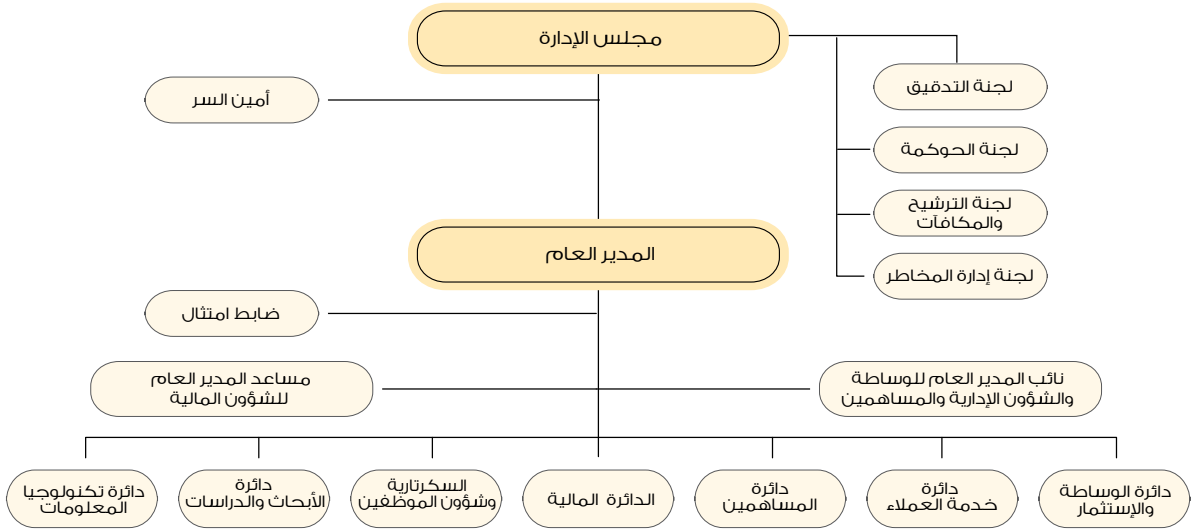 مجلس الإدارة
لجنة التدقيق
أمين السر
لجنة الحوكمة
لجنة الترشيح
والمكافآت
المدير العام
لجنة إدارة المخاطر
ضابط امتثال
نائب المدير العام للوساطة
والشؤون الإدارية والمساهمين
مساعد المدير العام
للشؤون المالية
دائرة الوساطة
والإستثمار
دائرة
خدمة العملاء
دائرة
المساهمين
الدائرة المالية
السكرتارية
وشؤون الموظفين
دائرة
الأبحاث والدراسات
دائرة تكنولوجيا
المعلومات